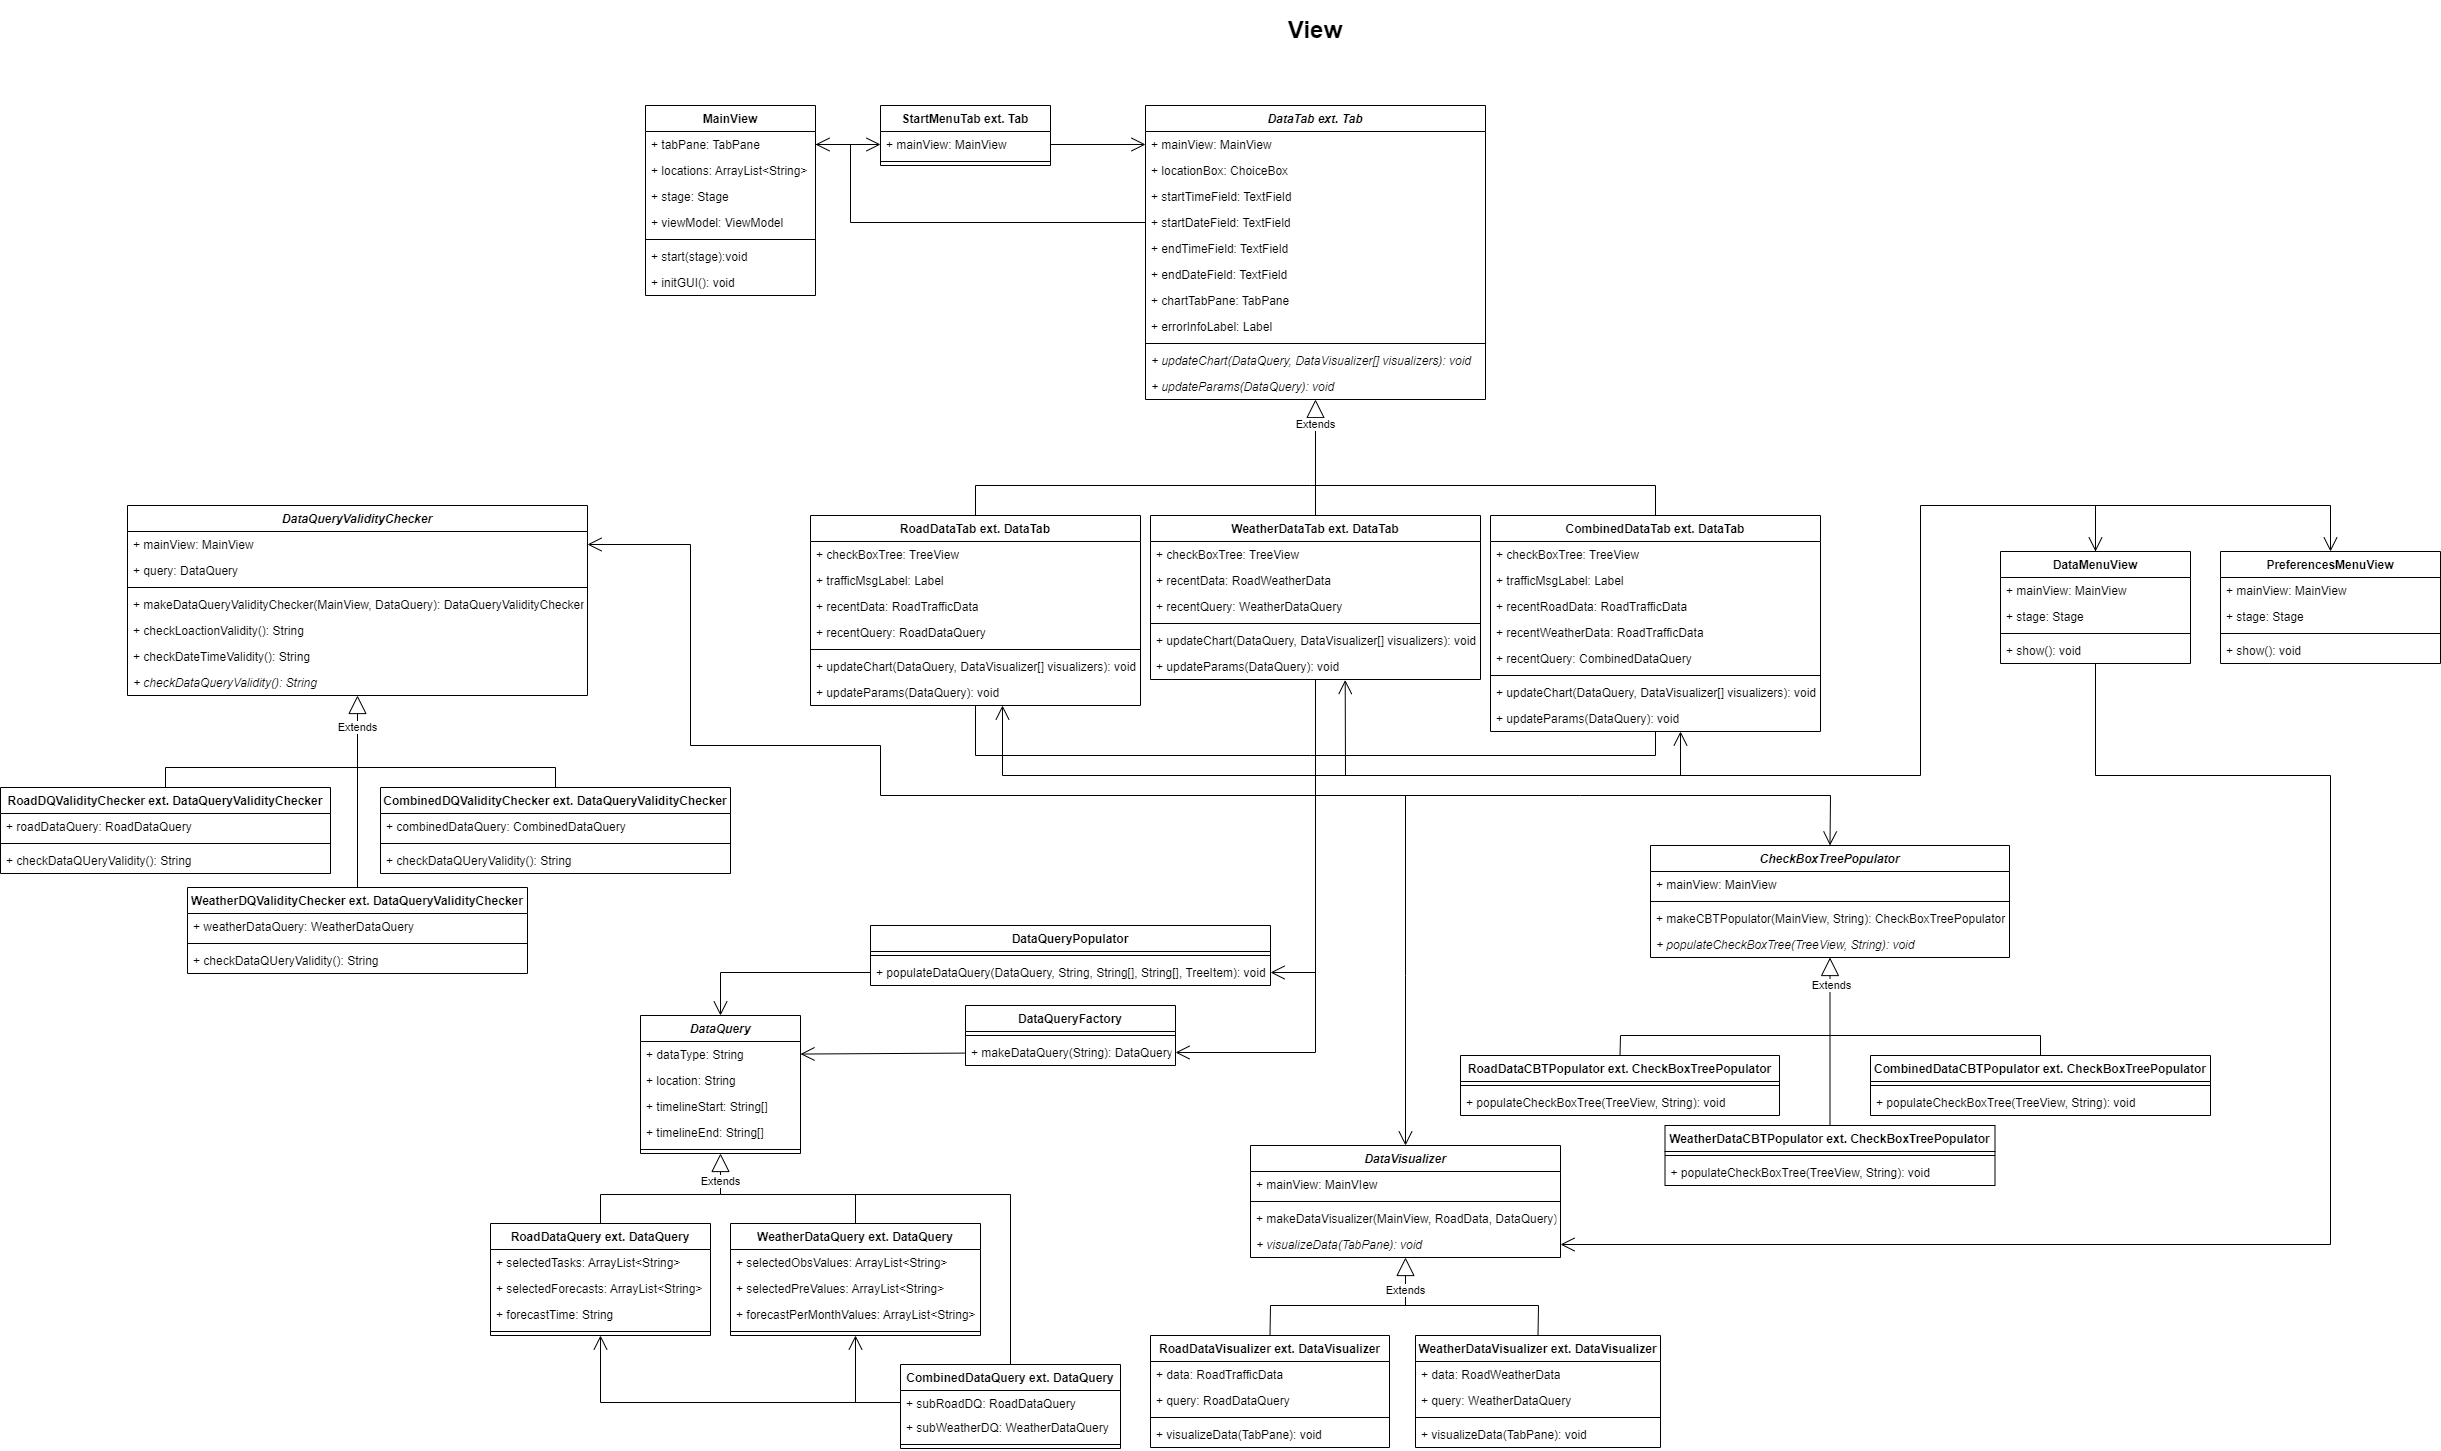 View
MainView
+ tabPane: TabPane
+ locations: ArrayList<String>
+ stage: Stage
+ viewModel: ViewModel
+ start(stage):void
+ initGUI(): void
StartMenuTab ext. Tab
+ mainView: MainView
DataTab ext. Tab
+ mainView: MainView
+ locationBox: ChoiceBox
+ startTimeField: TextField
+ startDateField: TextField
+ endTimeField: TextField
+ endDateField: TextField
+ chartTabPane: TabPane
+ errorInfoLabel: Label
+ updateChart(DataQuery, DataVisualizer[] visualizers): void
+ updateParams(DataQuery): void
Extends
DataQueryValidityChecker
+ mainView: MainView
+ query: DataQuery
+ makeDataQueryValidityChecker(MainView, DataQuery): DataQueryValidityChecker
+ checkLoactionValidity(): String
+ checkDateTimeValidity(): String
+ checkDataQueryValidity(): String
Extends
RoadDataTab ext. DataTab
+ checkBoxTree: TreeView
+ trafficMsgLabel: Label
+ recentData: RoadTrafficData
+ recentQuery: RoadDataQuery
+ updateChart(DataQuery, DataVisualizer[] visualizers): void
+ updateParams(DataQuery): void
WeatherDataTab ext. DataTab
+ checkBoxTree: TreeView
+ recentData: RoadWeatherData
+ recentQuery: WeatherDataQuery
+ updateChart(DataQuery, DataVisualizer[] visualizers): void
+ updateParams(DataQuery): void
CombinedDataTab ext. DataTab
+ checkBoxTree: TreeView
+ trafficMsgLabel: Label
+ recentRoadData: RoadTrafficData
+ recentWeatherData: RoadTrafficData
+ recentQuery: CombinedDataQuery
+ updateChart(DataQuery, DataVisualizer[] visualizers): void
+ updateParams(DataQuery): void
DataMenuView
+ mainView: MainView
+ stage: Stage
+ show(): void
PreferencesMenuView
+ mainView: MainView
+ stage: Stage
+ show(): void
RoadDQValidityChecker ext. DataQueryValidityChecker
+ roadDataQuery: RoadDataQuery
+ checkDataQUeryValidity(): String
CombinedDQValidityChecker ext. DataQueryValidityChecker
+ combinedDataQuery: CombinedDataQuery
+ checkDataQUeryValidity(): String
WeatherDQValidityChecker ext. DataQueryValidityChecker
+ weatherDataQuery: WeatherDataQuery
+ checkDataQUeryValidity(): String
CheckBoxTreePopulator
+ mainView: MainView
+ makeCBTPopulator(MainView, String): CheckBoxTreePopulator
+ populateCheckBoxTree(TreeView, String): void
Extends
DataQueryPopulator
+ populateDataQuery(DataQuery, String, String[], String[], TreeItem): void
DataQueryFactory
+ makeDataQuery(String): DataQuery
DataQuery
+ dataType: String
+ location: String
+ timelineStart: String[]
+ timelineEnd: String[]
Extends
RoadDataCBTPopulator ext. CheckBoxTreePopulator
+ populateCheckBoxTree(TreeView, String): void
CombinedDataCBTPopulator ext. CheckBoxTreePopulator
+ populateCheckBoxTree(TreeView, String): void
WeatherDataCBTPopulator ext. CheckBoxTreePopulator
+ populateCheckBoxTree(TreeView, String): void
DataVisualizer
+ mainView: MainVIew
+ makeDataVisualizer(MainView, RoadData, DataQuery)
+ visualizeData(TabPane): void
Extends
RoadDataQuery ext. DataQuery
+ selectedTasks: ArrayList<String>
+ selectedForecasts: ArrayList<String>
+ forecastTime: String
WeatherDataQuery ext. DataQuery
+ selectedObsValues: ArrayList<String>
+ selectedPreValues: ArrayList<String>
+ forecastPerMonthValues: ArrayList<String>
CombinedDataQuery ext. DataQuery
+ subRoadDQ: RoadDataQuery
+ subWeatherDQ: WeatherDataQuery
RoadDataVisualizer ext. DataVisualizer
+ data: RoadTrafficData
+ query: RoadDataQuery
+ visualizeData(TabPane): void
WeatherDataVisualizer ext. DataVisualizer
+ data: RoadWeatherData
+ query: WeatherDataQuery
+ visualizeData(TabPane): void